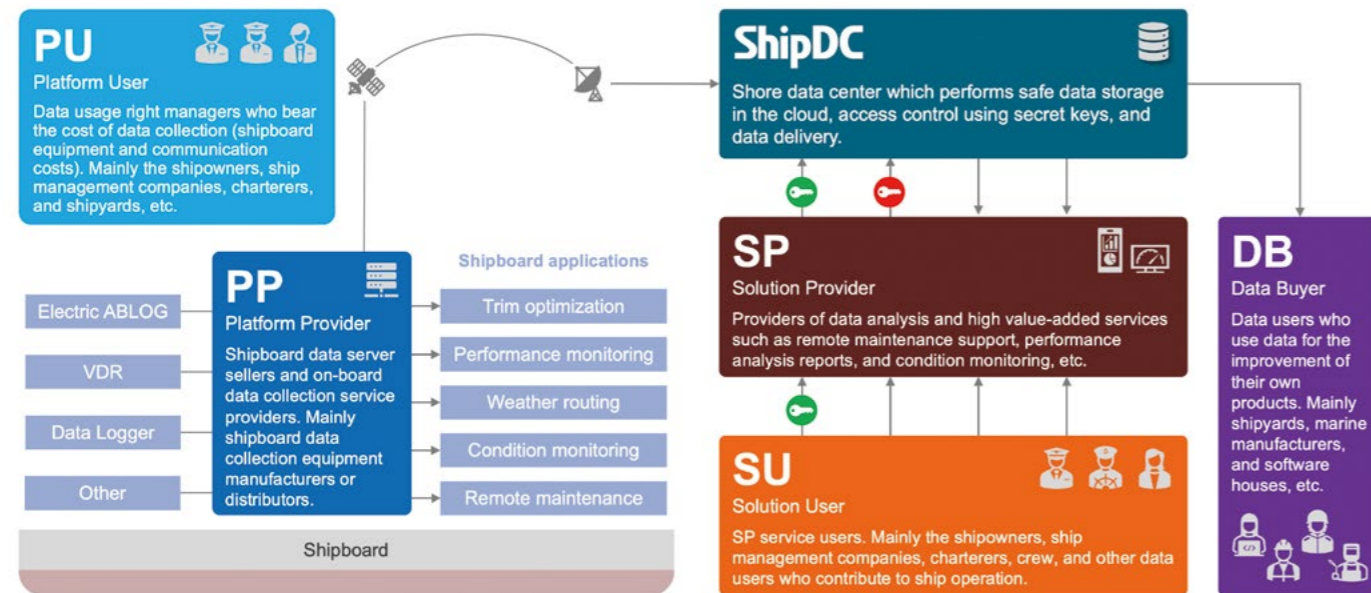 PU
Platform User
Data usage right managers who bear
the cost of data collection (shipboard
equipment and communication
costs). Mainly the shipowners, ship
management companies, charterers,
and shipyards, etc.
ShipDC
Shore data center which performs safe data storage
in the cloud, access control using secret keys, and
data delivery.
Electric ABLOG
VDR
Data Logger
Other
PP
Platform Provider
Shipboard data server
sellers and on-board
data collection service
providers. Mainly
shipboard data
collection equipment
manufacturers or
distributors.
Shipboard applications
Trim optimization
Performance monitoring
Weather routing
Condition monitoring
Remote maintenance
Shipboard
SP
Solution Provider
Providers of data analysis and high value-added services
such as remote maintenance support, performance
analysis reports, and condition monitoring, etc.
SU
Solution User
SP service users. Mainly the shipowners, ship
management companies, charterers, crew, and other data
users who contribute to ship operation.
DB
Data Buyer
Data users who
use data for the
improvement of
their own
products. Mainly
shipyards, marine
manufacturers,
and software
houses, etc.